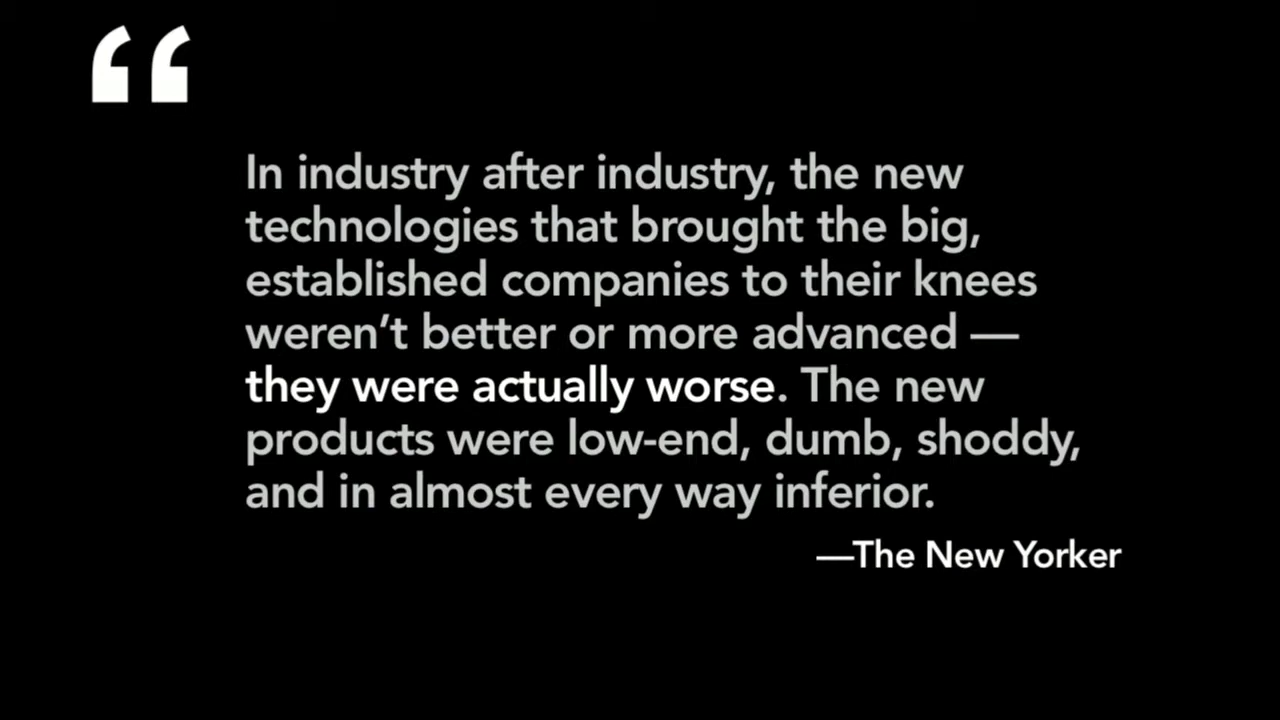 “
In industry after industry, the new
technologies that brought the big,
established companies to their knees
weren’t better or more advanced —
they were actually worse. The new
products were low-end, dumb, shoddy,
and in almost every way inferior.
—The New Yorker